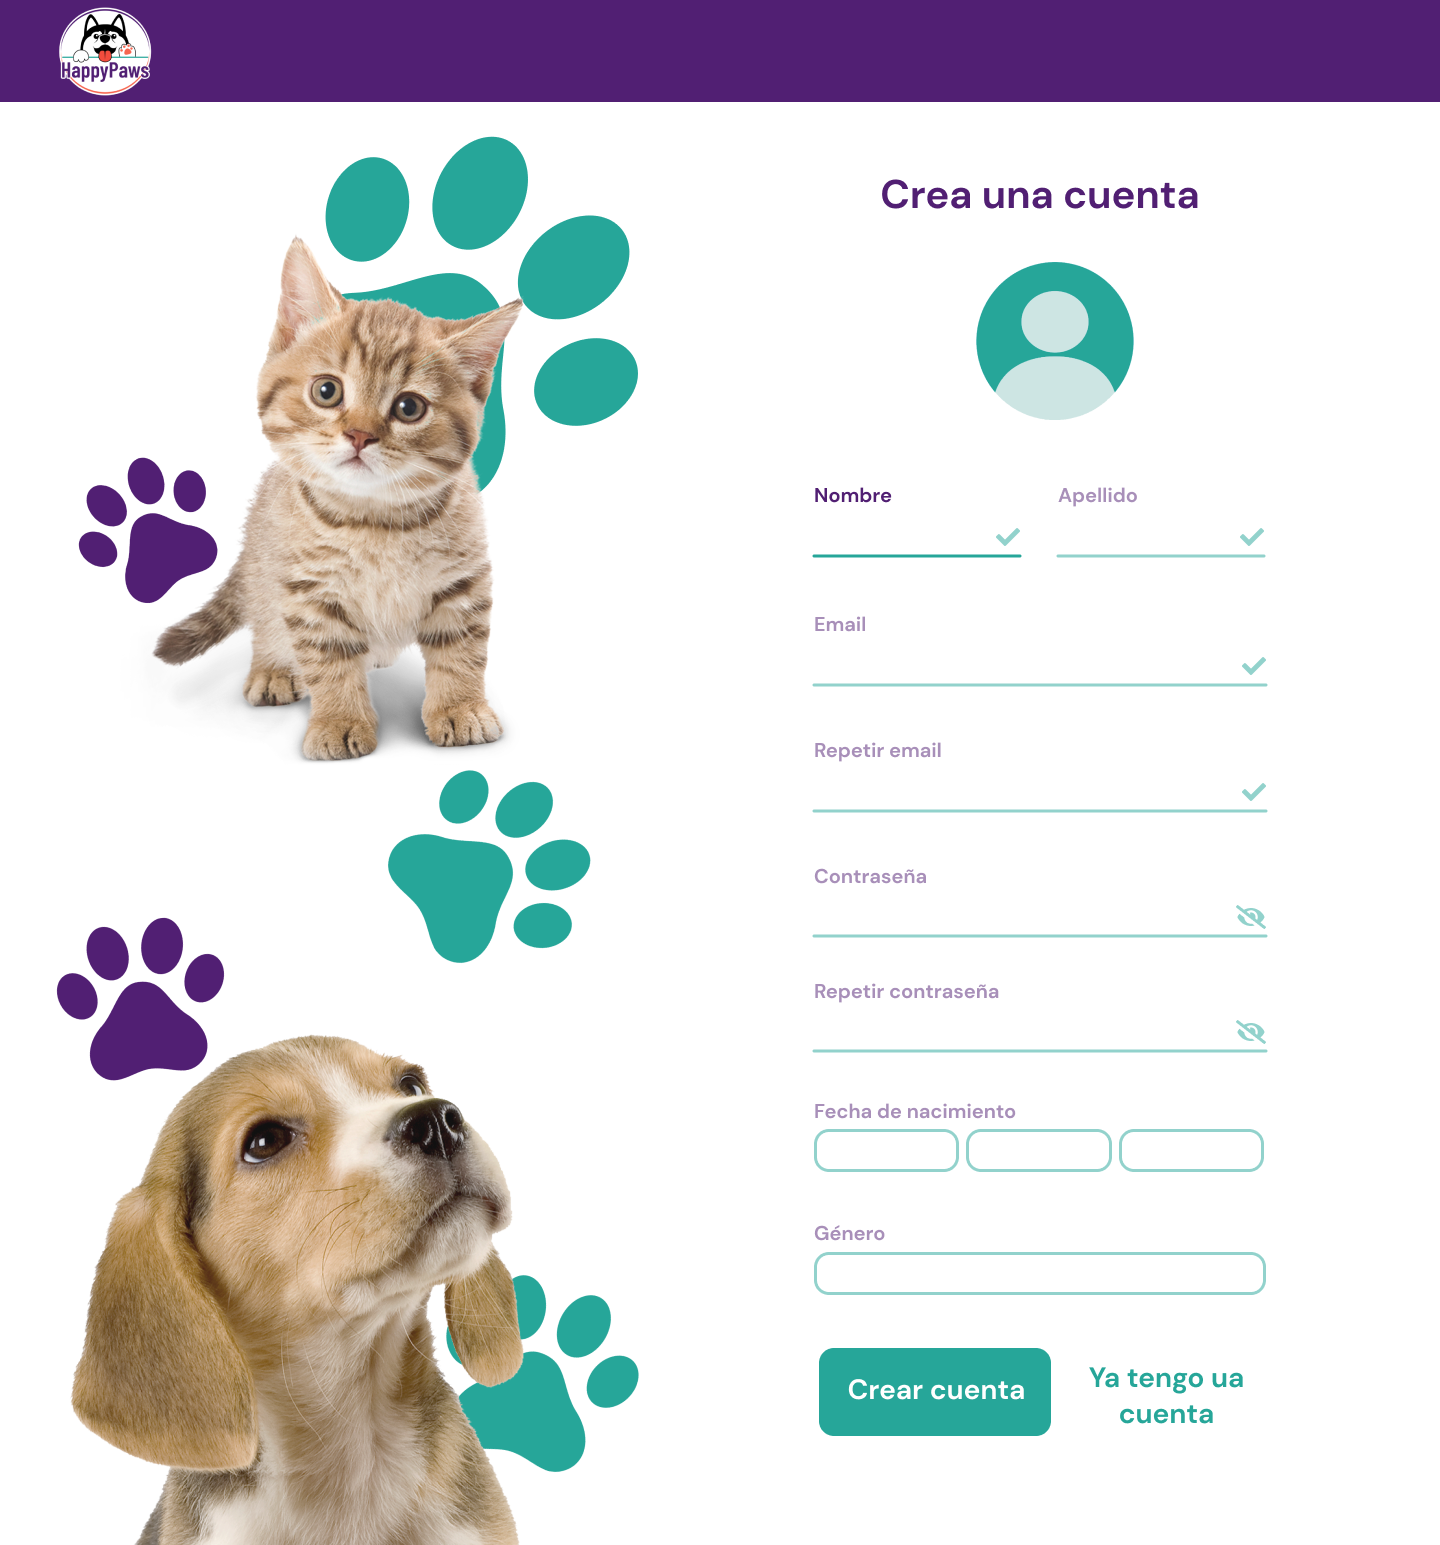 HappyPaws
Crea una cuenta
Nombre
Apellido
Email
Repetir email
Contraseña
Repetir contraseña
Fecha de nacimiento
Género
Crear cuenta
Ya tengo ua
cuenta